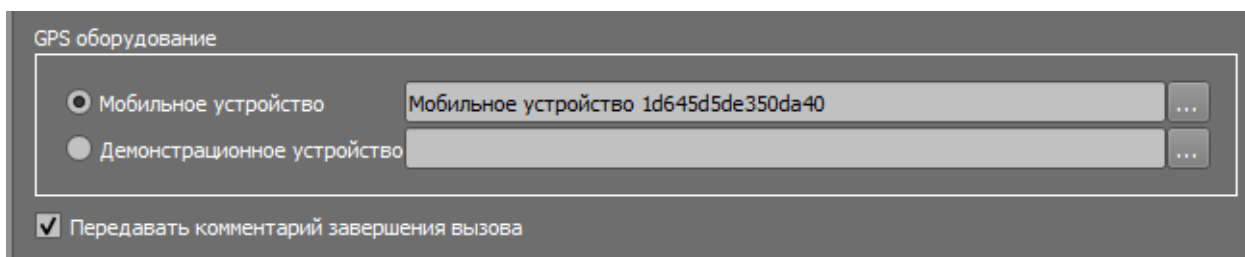 GPS оборудование
Мобильное устройство Мобильное устройство 1d645d5de350da40 ...
Демонстрационное устройство ...
Передавать комментарий завершения вызова